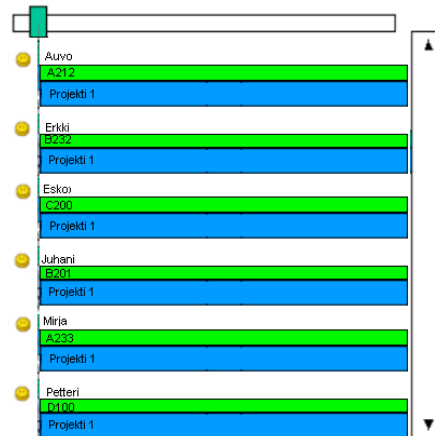 Auvo
A212
Projekti 1
Erkki
B232
Projekti 1
Esko
C200
Projekti 1
Juhani
B201
Projekti 1
Mirja
A233
Projekti 1
Petteri
D100
Projekti 1